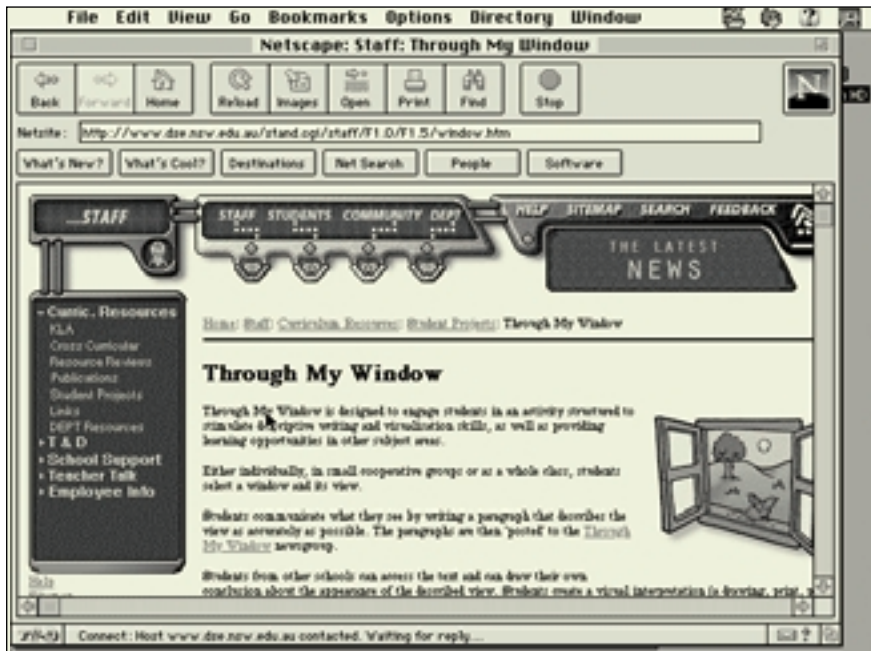 File Edit View Go Bookmarks Options Directory Window
Netscape: Staff: Through My Window
Back Forward Home Reload Images Open Print Find Stop
N
Netsite: http://www.dse.nsw.edu.au/stand.cgi/staff/F1.0/F1.5/window.htm
What's New? What's Cool? Destinations Net Search People Software
...STAFF
STAFF STUDENTS COMMUNITY DEPT
HELP SITEMAP SEARCH FEEDBACK
THE LATEST
NEWS
Curric. Resources
KLA
Cross Curricular
Resource Reviews
Publications
Student Projects
Links
DEPT Resources
T & D
School Support
Teacher Talk
Employee Info
Help
Home: Staff: Curriculum Resources: Student Projects: Through My Window
Through My Window
Through My Window is designed to engage students in an activity structured to
stimulate descriptive writing and visualisation skills, as well as providing
learning opportunities in other subject areas.
Either individually, in small cooperative groups or as a whole class, students
select a window and its view.
Students communicate what they see by writing a paragraph that describes the
view as accurately as possible. The paragraphs are then 'posted' to the Through
My Window newsgroup.
Students from other schools can access the text and can draw their own
conclusion about the appearance of the described view. Students create a visual interpretation (a drawing, print,
Connect: Host www.dse.nsw.edu.au contacted. Waiting for reply...